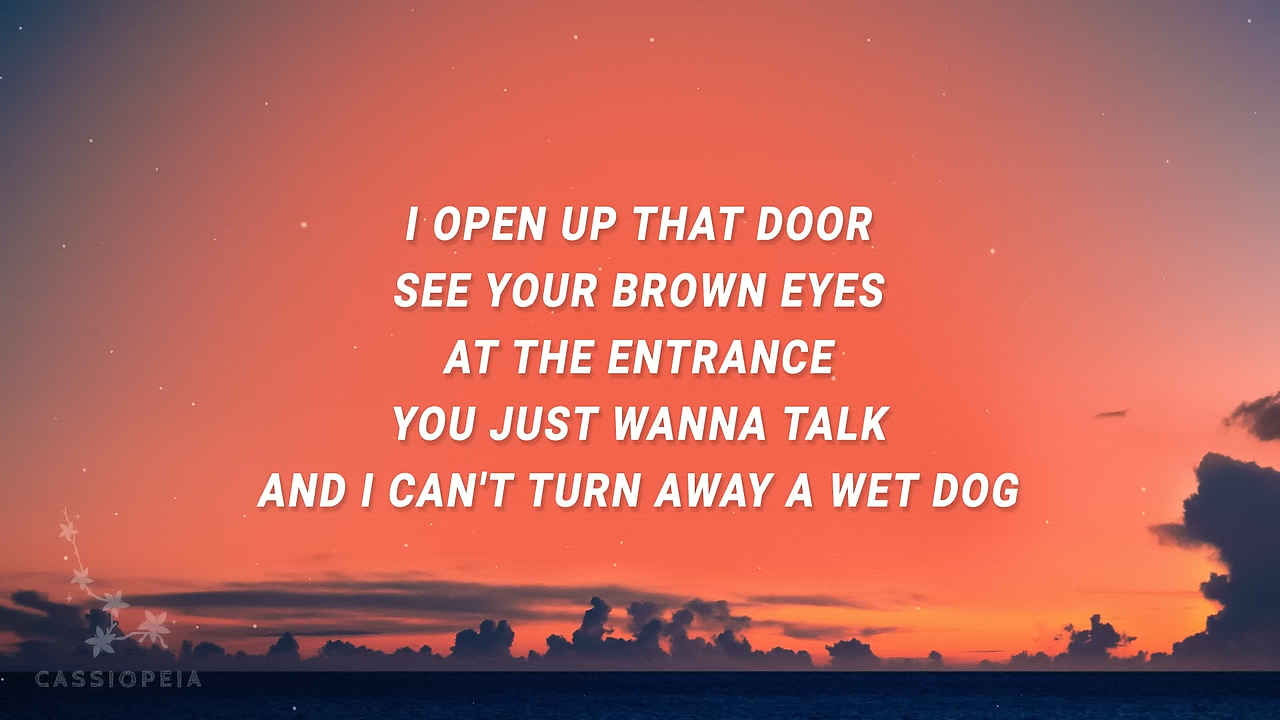 I OPEN UP THAT DOOR
SEE YOUR BROWN EYES
AT THE ENTRANCE
YOU JUST WANNA TALK
AND I CAN'T TURN AWAY A WET DOG
CASSIOPEIA